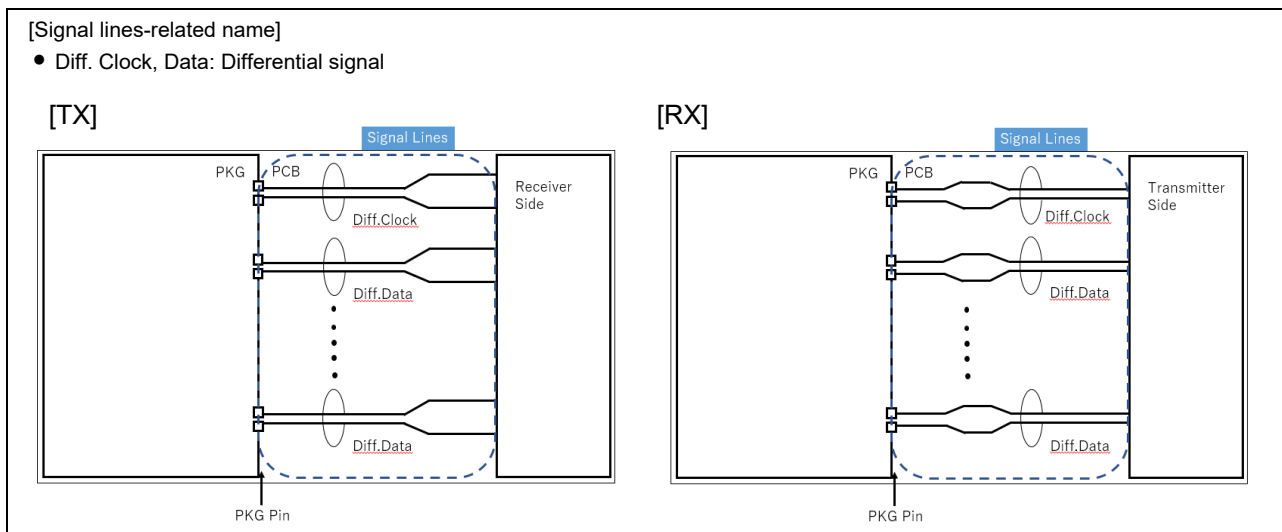 [Signal lines-related name]
● Diff. Clock, Data: Differential signal
[TX]
Signal Lines
PKG
PCB
Receiver
Side
Diff.Clock
Diff.Data
Diff.Data
PKG Pin
[RX]
Signal Lines
PKG
PCB
Transmitter
Side
Diff.Clock
Diff.Data
Diff.Data
PKG Pin